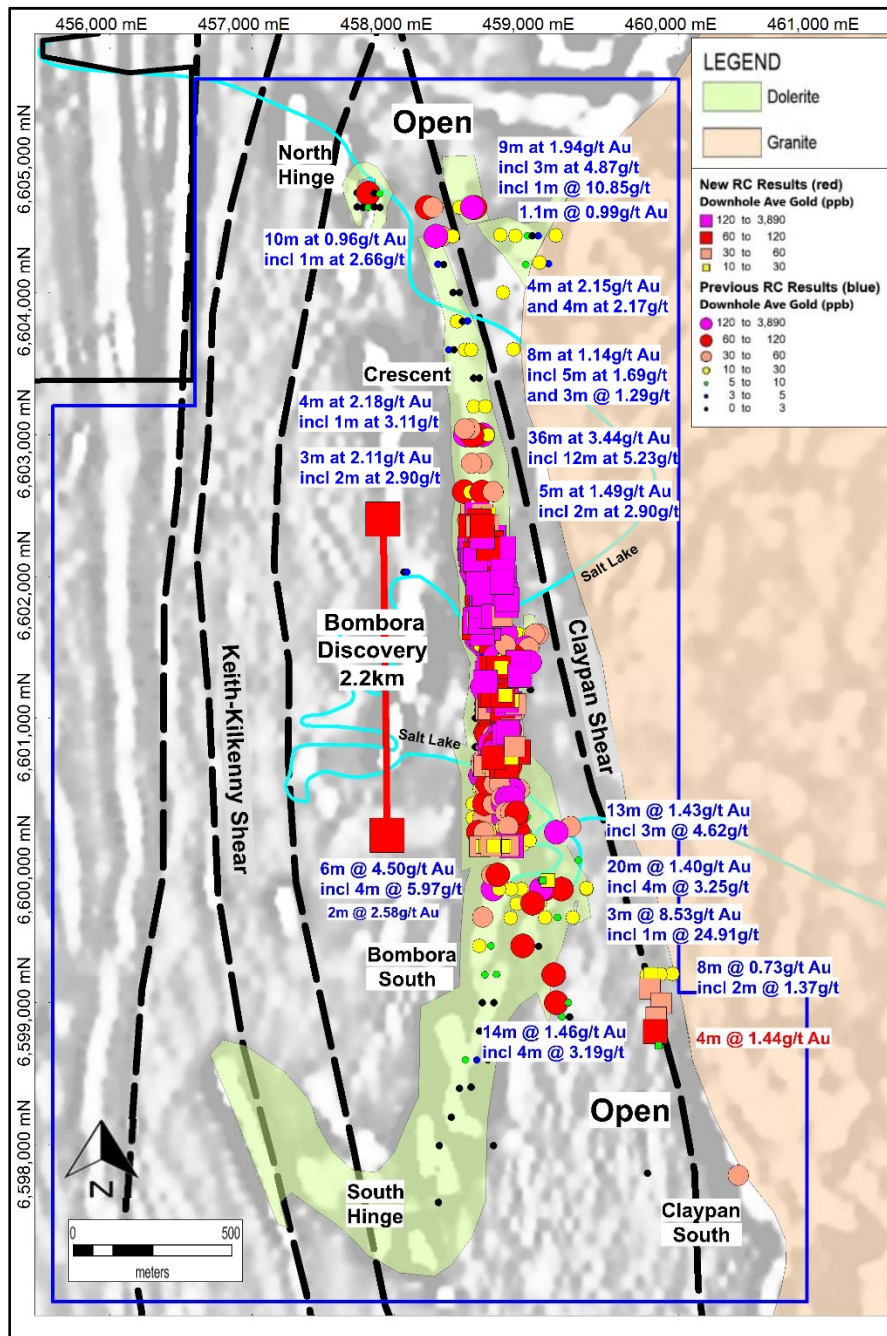 456,000 mE
457,000 mE
458,000 mE
459,000 mE
460,000 mE
461,000 mE
6,605,000 mN
6,604,000 mN
6,603,000 mN
6,602,000 mN
6,601,000 mN
6,600,000 mN
6,599,000 mN
6,598,000 mN
LEGEND
Dolerite
Granite
New RC Results (red)
Downhole Ave Gold (ppb)
120 to 3,890
60 to 120
30 to 60
10 to 30
Previous RC Results (blue)
Downhole Ave Gold (ppb)
120 to 3,890
60 to 120
30 to 60
10 to 30
5 to 10
3 to 5
0 to 3
Open
North
Hinge
9m at 1.94g/t Au
incl 3m at 4.87g/t
incl 1m @ 10.85g/t
1.1m @ 0.99g/t Au
10m at 0.96g/t Au
incl 1m at 2.66g/t
4m at 2.15g/t Au
and 4m at 2.17g/t
8m at 1.14g/t Au
incl 5m at 1.69g/t
and 3m @ 1.29g/t
Crescent
4m at 2.18g/t Au
incl 1m at 3.11g/t
36m at 3.44g/t Au
incl 12m at 5.23g/t
3m at 2.11g/t Au
incl 2m at 2.90g/t
5m at 1.49g/t Au
incl 2m at 2.90g/t
Salt Lake
Bombora
Discovery
2.2km
Keith-Kilkenny Shear
Claypan Shear
Salt Lake
13m @ 1.43g/t Au
incl 3m @ 4.62g/t
6m @ 4.50g/t Au
incl 4m @ 5.97g/t
2m @ 2.58g/t Au
20m @ 1.40g/t Au
incl 4m @ 3.25g/t
3m @ 8.53g/t Au
incl 1m @ 24.91g/t
Bombora
South
8m @ 0.73g/t Au
incl 2m @ 1.37g/t
14m @ 1.46g/t Au
incl 4m @ 3.19g/t
4m @ 1.44g/t Au
Open
South
Hinge
Claypan
South
Z
0
500
meters